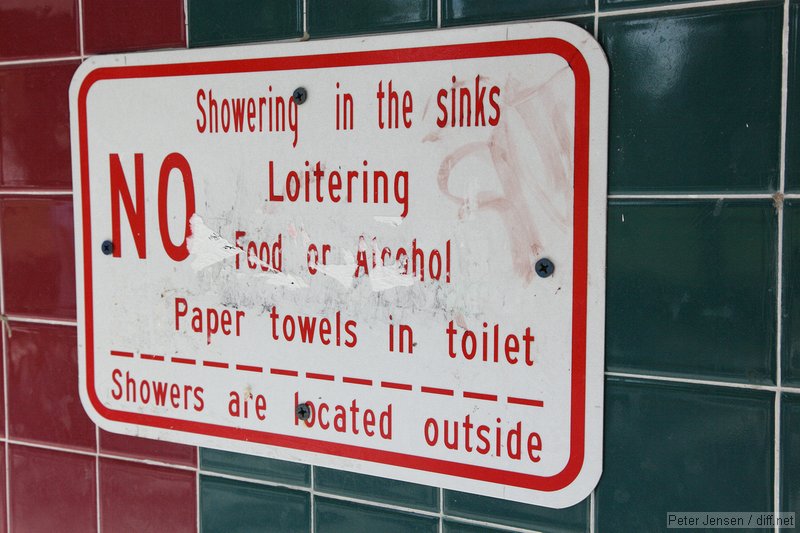 Showering in the sinks
NO
Loitering
Food or Alcohol
Paper towels in toilet
Showers are located outside
Peter Jensen / diff.net